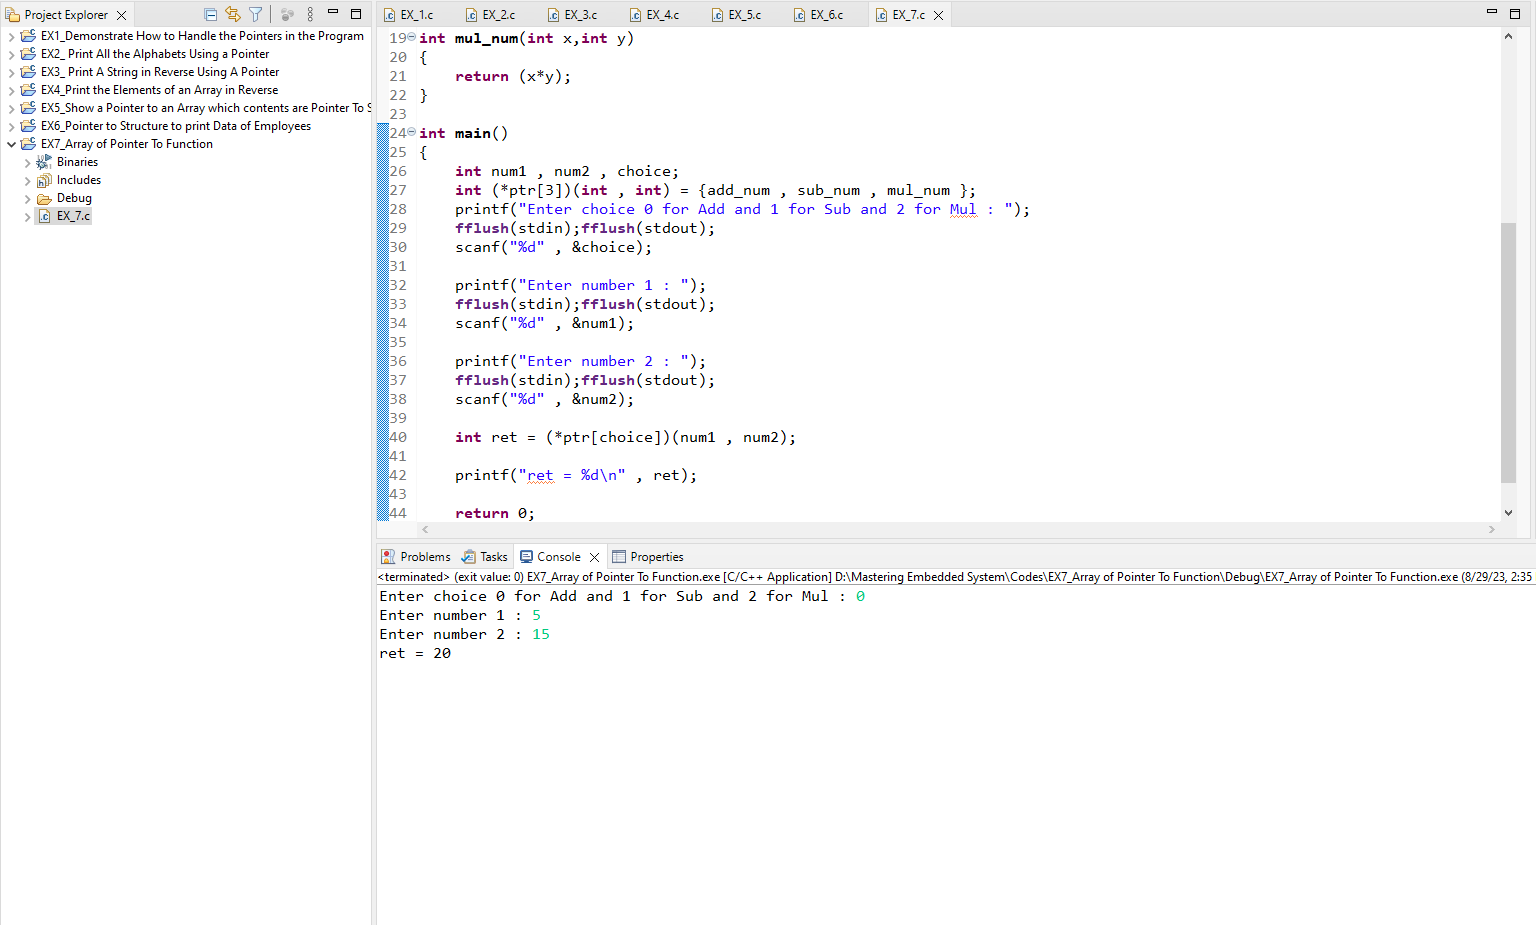 Project Explorer
EX1_Demonstrate How to Handle the Pointers in the Program
EX2_ Print All the Alphabets Using a Pointer
EX3_ Print A String in Reverse Using A Pointer
EX4_Print the Elements of an Array in Reverse
EX5_Show a Pointer to an Array which contents are Pointer To S
EX6_Pointer to Structure to print Data of Employees
EX7_Array of Pointer To Function
Binaries
Includes
Debug
EX_7.c
EX_1.c EX_2.c EX_3.c EX_4.c EX_5.c EX_6.c EX_7.c
19 int mul_num(int x,int y)
20 {
21     return (x*y);
22 }
23
24 int main()
25 {
26     int num1 , num2 , choice;
27     int (*ptr[3])(int , int) = {add_num , sub_num , mul_num };
28     printf("Enter choice 0 for Add and 1 for Sub and 2 for Mul : ");
29     fflush(stdin);fflush(stdout);
30     scanf("%d" , &choice);
31
32     printf("Enter number 1 : ");
33     fflush(stdin);fflush(stdout);
34     scanf("%d" , &num1);
35
36     printf("Enter number 2 : ");
37     fflush(stdin);fflush(stdout);
38     scanf("%d" , &num2);
39
40     int ret = (*ptr[choice])(num1 , num2);
41
42     printf("ret = %d\n" , ret);
43
44     return 0;
Problems Tasks Console Properties
<terminated> (exit value: 0) EX7_Array of Pointer To Function.exe [C/C++ Application] D:\Mastering Embedded System\Codes\EX7_Array of Pointer To Function\Debug\EX7_Array of Pointer To Function.exe (8/29/23, 2:35
Enter choice 0 for Add and 1 for Sub and 2 for Mul : 0
Enter number 1 : 5
Enter number 2 : 15
ret = 20